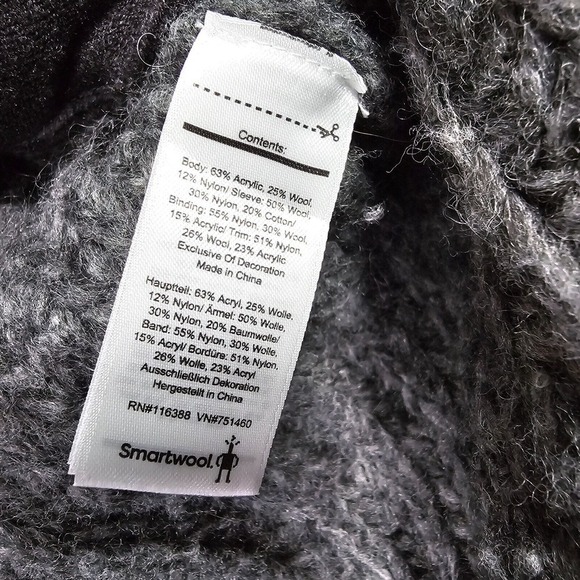 Contents:
Body: 63% Acrylic, 25% Wool,
12% Nylon/ Sleeve: 50% Wool,
30% Nylon, 20% Cotton/
Binding: 55% Nylon, 30% Wool,
15% Acrylic/ Trim: 51% Nylon,
26% Wool, 23% Acrylic
Exclusive Of Decoration
Made in China
Hauptteil: 63% Acryl, 25% Wolle,
12% Nylon/ Ärmel: 50% Wolle,
30% Nylon, 20% Baumwolle/
Band: 55% Nylon, 30% Wolle,
15% Acryl/ Bordüre: 51% Nylon,
26% Wolle, 23% Acryl
Ausschließlich Dekoration
Hergestellt in China
RN#116388 VN#751460
Smartwool.